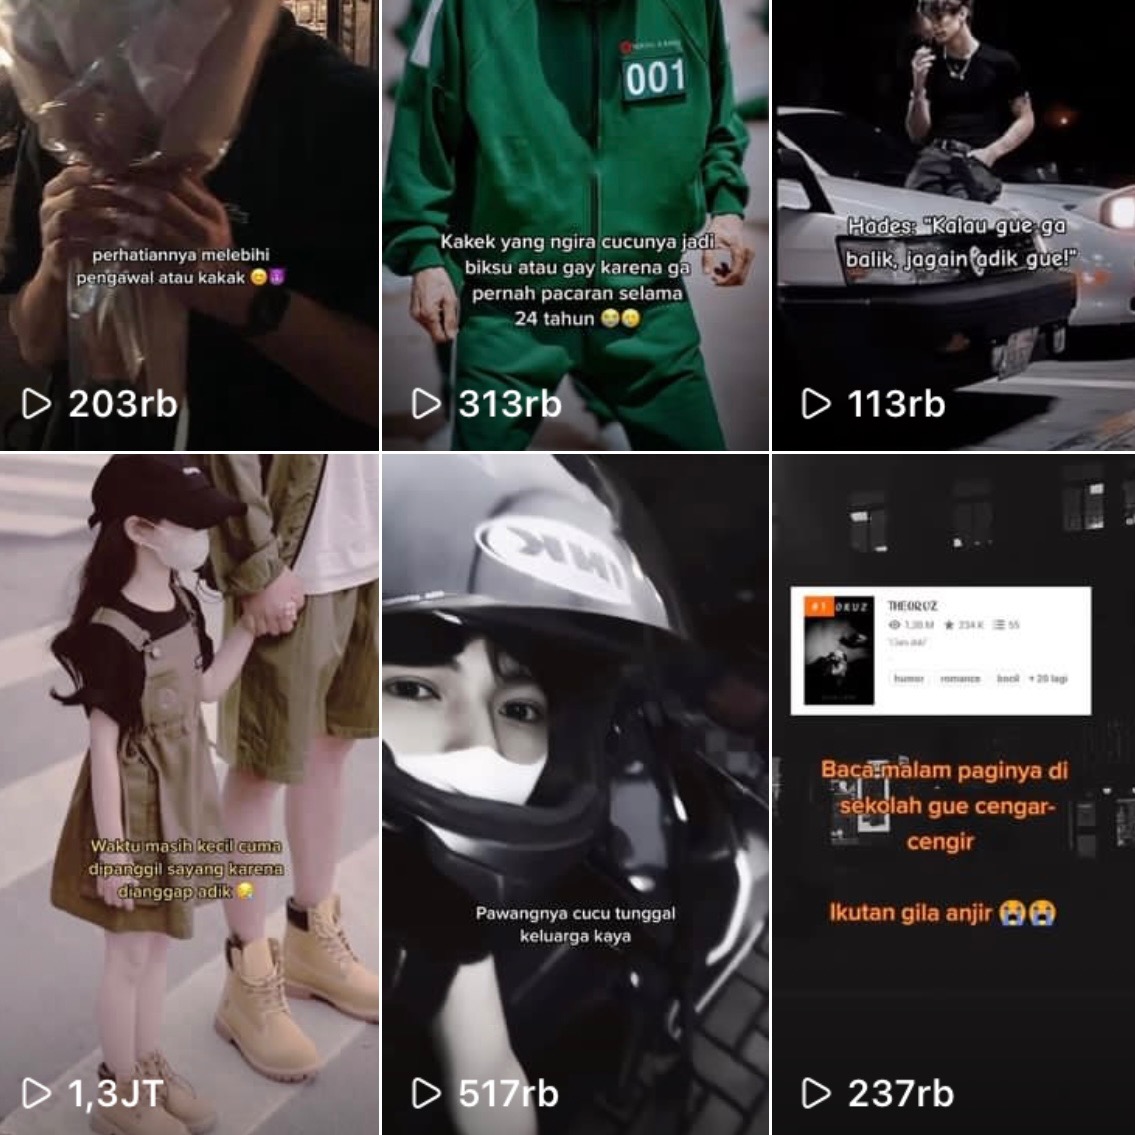 perhatiannya melebihi
pengawal atau kakak 😊😈
203rb
001
Kakek yang ngira cucunya jadi
biksu atau gay karena ga
pernah pacaran selama
24 tahun 😭😢
313rb
Hades: "Kalau gue ga
balik, jagain adik gue!"
113rb
Waktu masih kecil cuma
dipanggil sayang karena
dianggap adik 😪
1,3JT
Pawangnya cucu tunggal
keluarga kaya
517rb
#1
THEORUZ
234 K
55
humor romance bocil + 20 lagi
Baca malam paginya di
sekolah gue cengar-
cengir
Ikutan gila anjir 😭😭
237rb